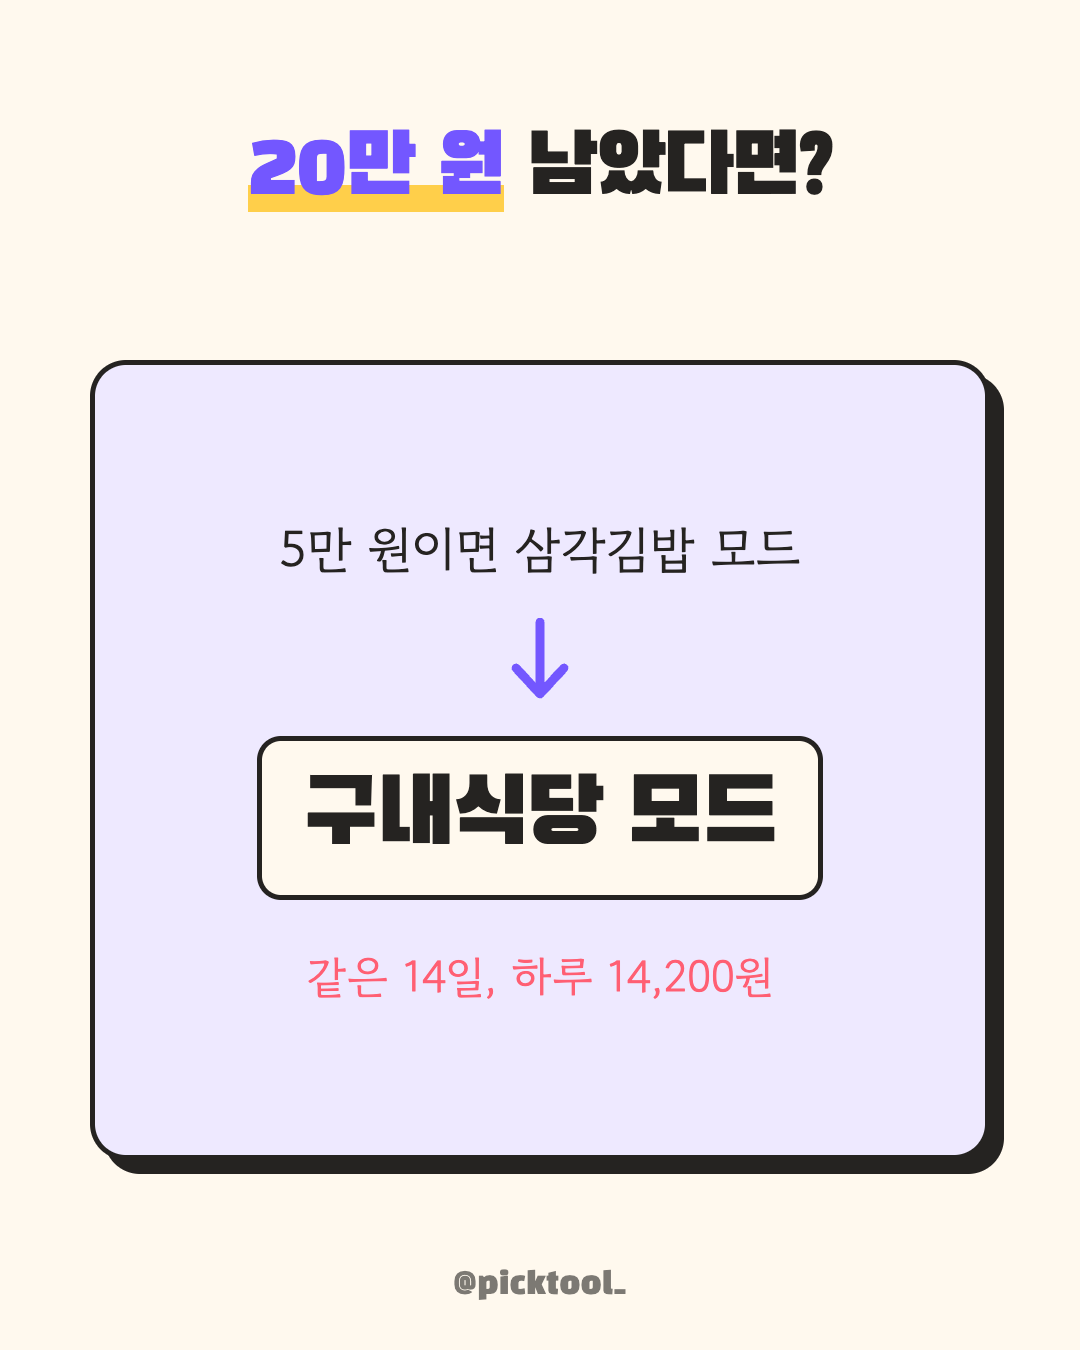 20만 원 남았다면?
5만 원이면 삼각김밥 모드
구내식당 모드
같은 14일, 하루 14,200원
@picktool_